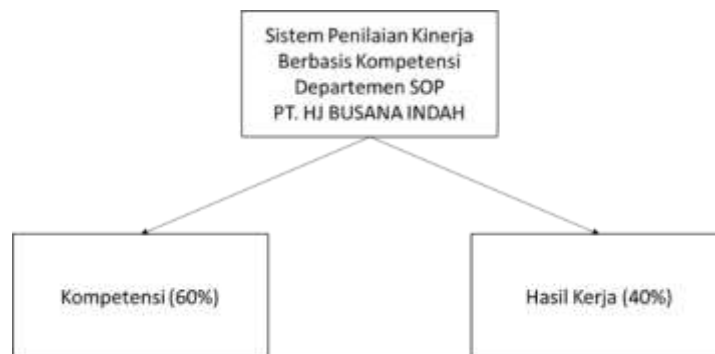 Sistem Penilaian Kinerja
Berbasis Kompetensi
Departemen SOP
PT. HJ BUSANA INDAH
Kompetensi (60%)
Hasil Kerja (40%)